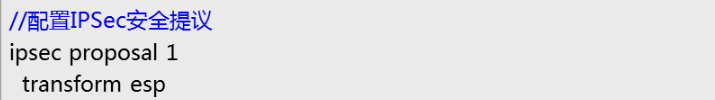 //配置IPSec安全提议
ipsec proposal 1
transform esp